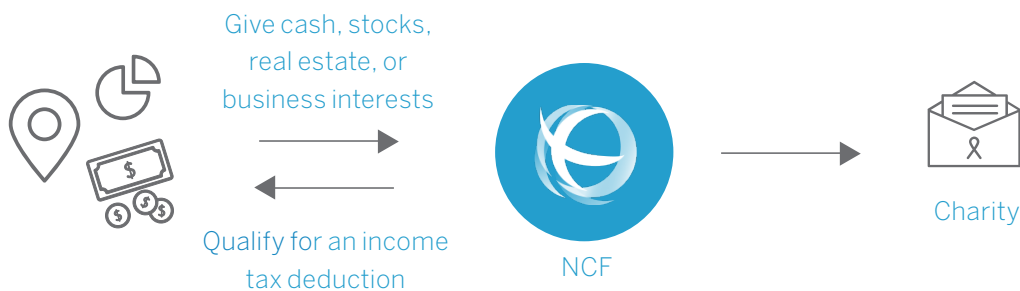 Give cash, stocks,
real estate, or
business interests
$
$
$
$
Qualify for an income
tax deduction
NCF
Charity